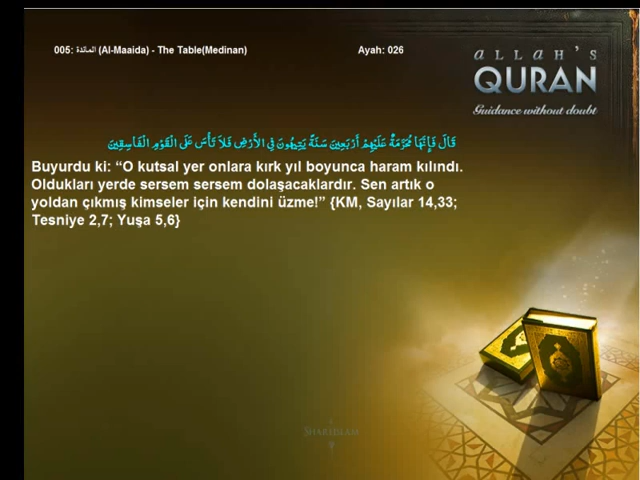 005: المائدة (Al-Maaida) - The Table(Medinan) Ayah: 026
ALLAH'S
QURAN
Guidance without doubt
قَالَ فَإِنَّهَا مُحَرَّمَةٌ عَلَيْهِمْ أَرْبَعِينَ سَنَةً يَتِيهُونَ فِي الأَرْضِ فَلاَ تَأْسَ عَلَى الْقَوْمِ الْفَاسِقِينَ
Buyurdu ki: “O kutsal yer onlara kırk yıl boyunca haram kılındı.
Oldukları yerde sersem sersem dolaşacaklardır. Sen artık o
yoldan çıkmış kimseler için kendini üzme!” {KM, Sayılar 14,33;
Tesniye 2,7; Yuşa 5,6}